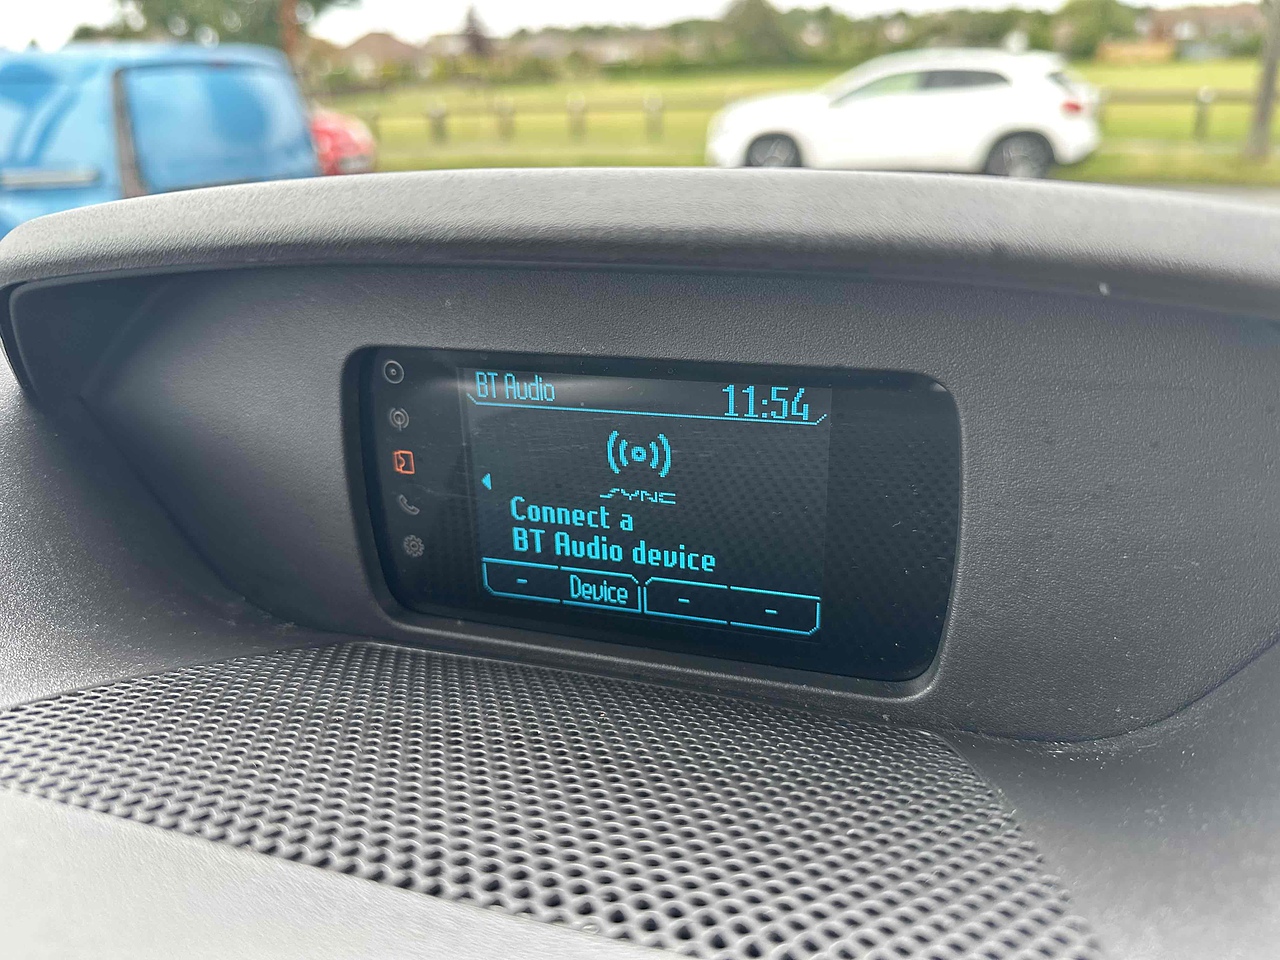 BT Audio 11:54
SYNC
Connect a
BT Audio device
- Device - -